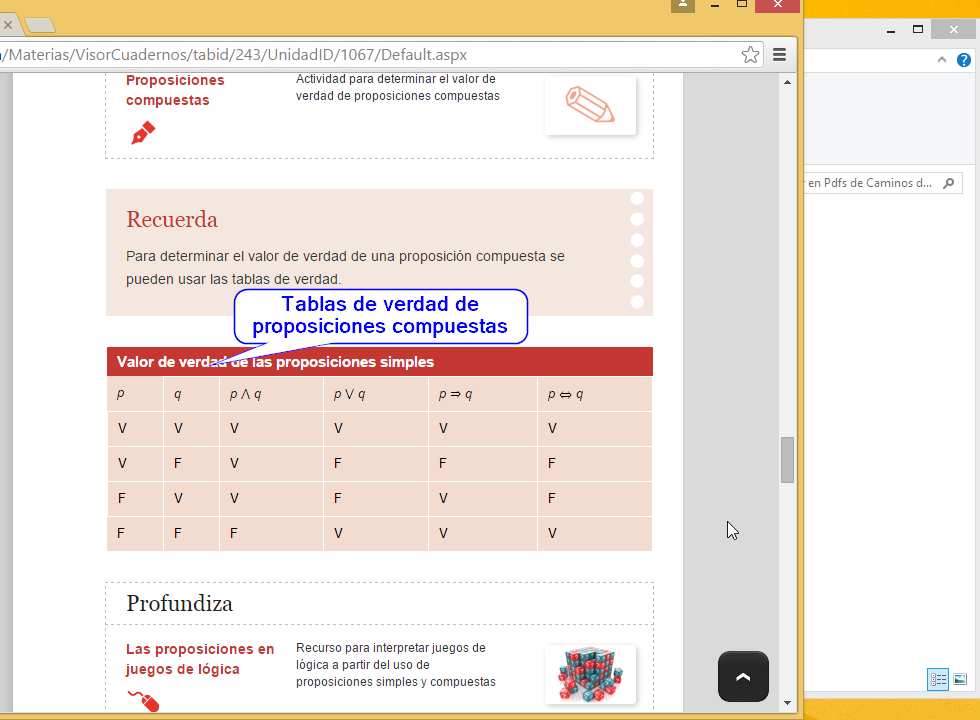 /Materias/VisorCuadernos/tabid/243/UnidadID/1067/Default.aspx
Proposiciones
compuestas
Actividad para determinar el valor de
verdad de proposiciones compuestas
en Pdfs de Caminos d...
Recuerda
Para determinar el valor de verdad de una proposición compuesta se
pueden usar las tablas de verdad.
Tablas de verdad de
proposiciones compuestas
Valor de verdad de las proposiciones simples
p q p ∧ q p ∨ q p ⇒ q p ⇔ q
V V V V V V
V F V F F F
F V V F V F
F F F V V V
Profundiza
Las proposiciones en
juegos de lógica
Recurso para interpretar juegos de
lógica a partir del uso de
proposiciones simples y compuestas